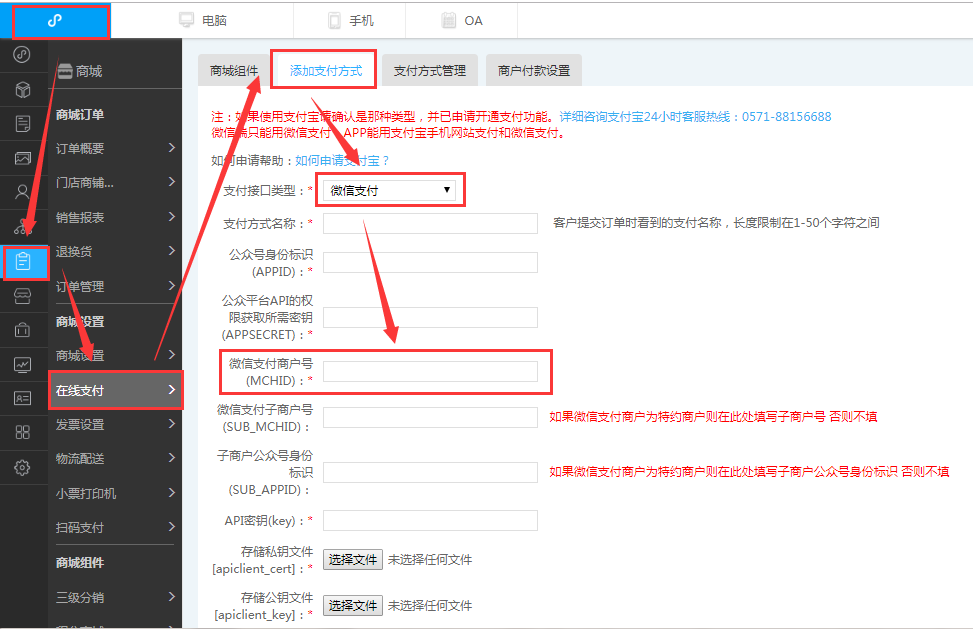 电脑
手机
OA
商城
商城订单
订单概要
门店商铺...
销售报表
退换货
订单管理
商城设置
商城设置
在线支付
发票设置
物流配送
小票打印机
扫码支付
商城组件
三级分销
商城组件
添加支付方式
支付方式管理
商户付款设置
注：如果使用支付宝请确认是那种类型，并已申请开通支付功能。详细咨询支付宝24小时客服热线：0571-88156688
微信端只能用微信支付，APP能用支付宝手机网站支付和微信支付。
如何申请帮助：如何申请支付宝？
支付接口类型：* 微信支付
支付方式名称：* 客户提交订单时看到的支付名称，长度限制在1-50个字符之间
公众号身份标识
(APPID)：*
公众平台API的权
限获取所需密钥
(APPSECRET)：*
微信支付商户号
(MCHID)：*
微信支付子商户号
(SUB_MCHID)：
如果微信支付商户为特约商户则在此处填写子商户号 否则不填
子商户公众号身份
标识
(SUB_APPID)：
如果微信支付商户为特约商户则在此处填写子商户公众号身份标识 否则不填
API密钥(key)：*
存储私钥文件
[apiclient_cert]：*
选择文件 未选择任何文件
存储公钥文件
[apiclient_key]：*
选择文件 未选择任何文件